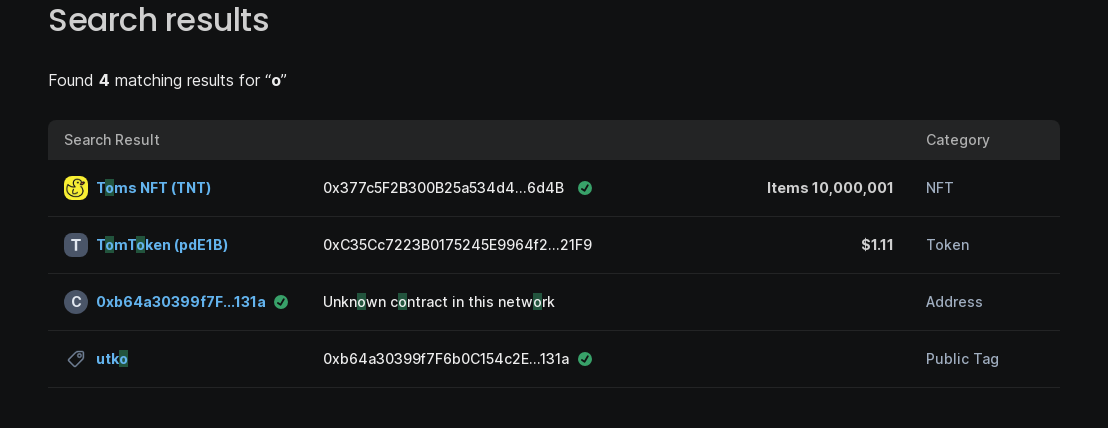 Search results
Found 4 matching results for “o”
Search Result Category
Toms NFT (TNT) 0x377c5F2B300B25a534d4...6d4B Items 10,000,001 NFT
T TomToken (pdE1B) 0xC35Cc7223B0175245E9964f2...21F9 $1.11 Token
C 0xb64a30399f7F...131a Unknown contract in this network Address
utko 0xb64a30399f7F6b0C154c2E...131a Public Tag